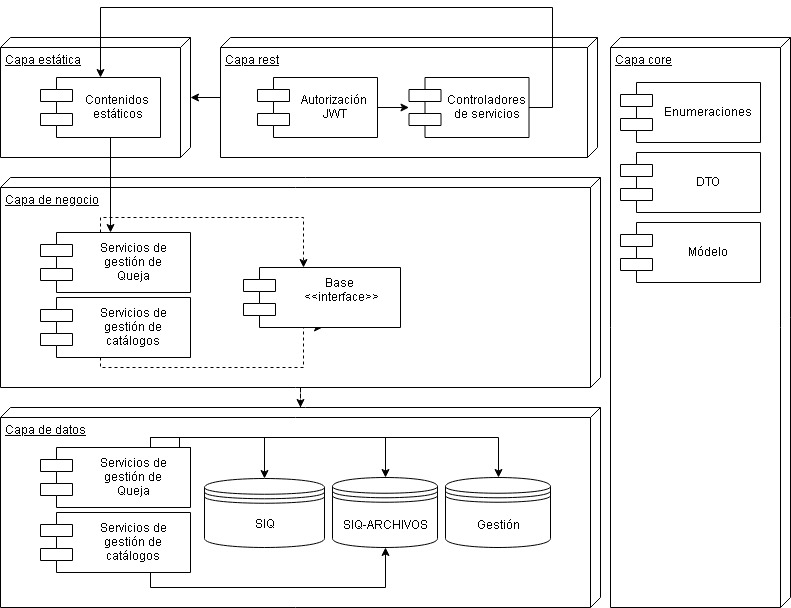 Capa estática
Contenidos
estáticos
Capa rest
Autorización
JWT
Controladores
de servicios
Capa core
Enumeraciones
DTO
Módelo
Capa de negocio
Servicios de
gestión de
Queja
Servicios de
gestión de
catálogos
Base
<<interface>>
Capa de datos
Servicios de
gestión de
Queja
Servicios de
gestión de
catálogos
SIQ
SIQ-ARCHIVOS
Gestión